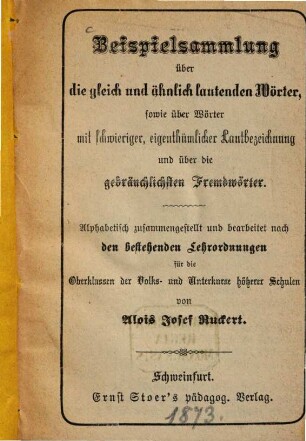 Beispielsammlung
über
die gleich und ähnlich lautenden Wörter,
sowie über Wörter
mit schwieriger, eigenthümlicher Lautbezeichnung
und über die
gebräuchlichsten Fremdwörter.
Alphabetisch zusammengestellt und bearbeitet nach
den bestehenden Lehrordnungen
für die
Oberklassen der Volks- und Unterkurse höherer Schulen
von
Alois Josef Ruckert.
Schweinfurt.
Ernst Stoer's pädagog. Verlag.
1873.